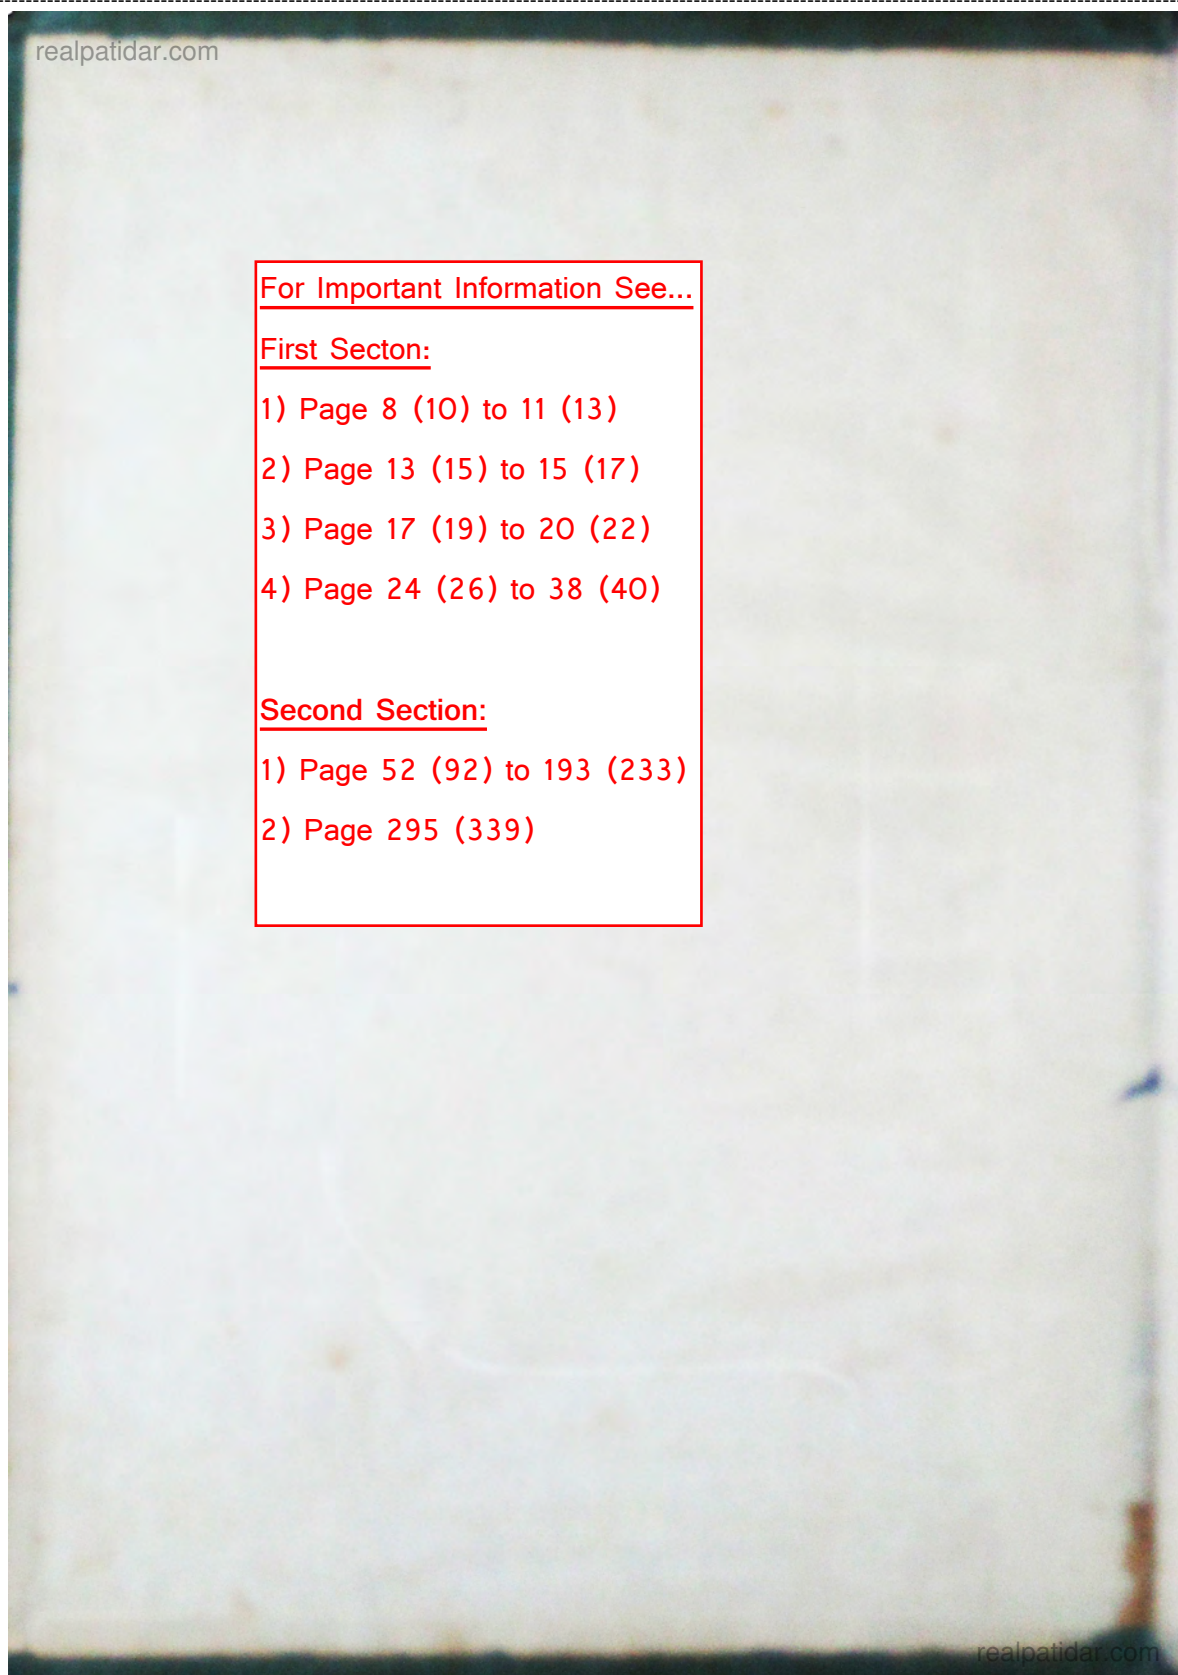 realpatidar.com
For Important Information See...
First Secton:
1) Page 8 (10) to 11 (13)
2) Page 13 (15) to 15 (17)
3) Page 17 (19) to 20 (22)
4) Page 24 (26) to 38 (40)
Second Section:
1) Page 52 (92) to 193 (233)
2) Page 295 (339)
realpatidar.com